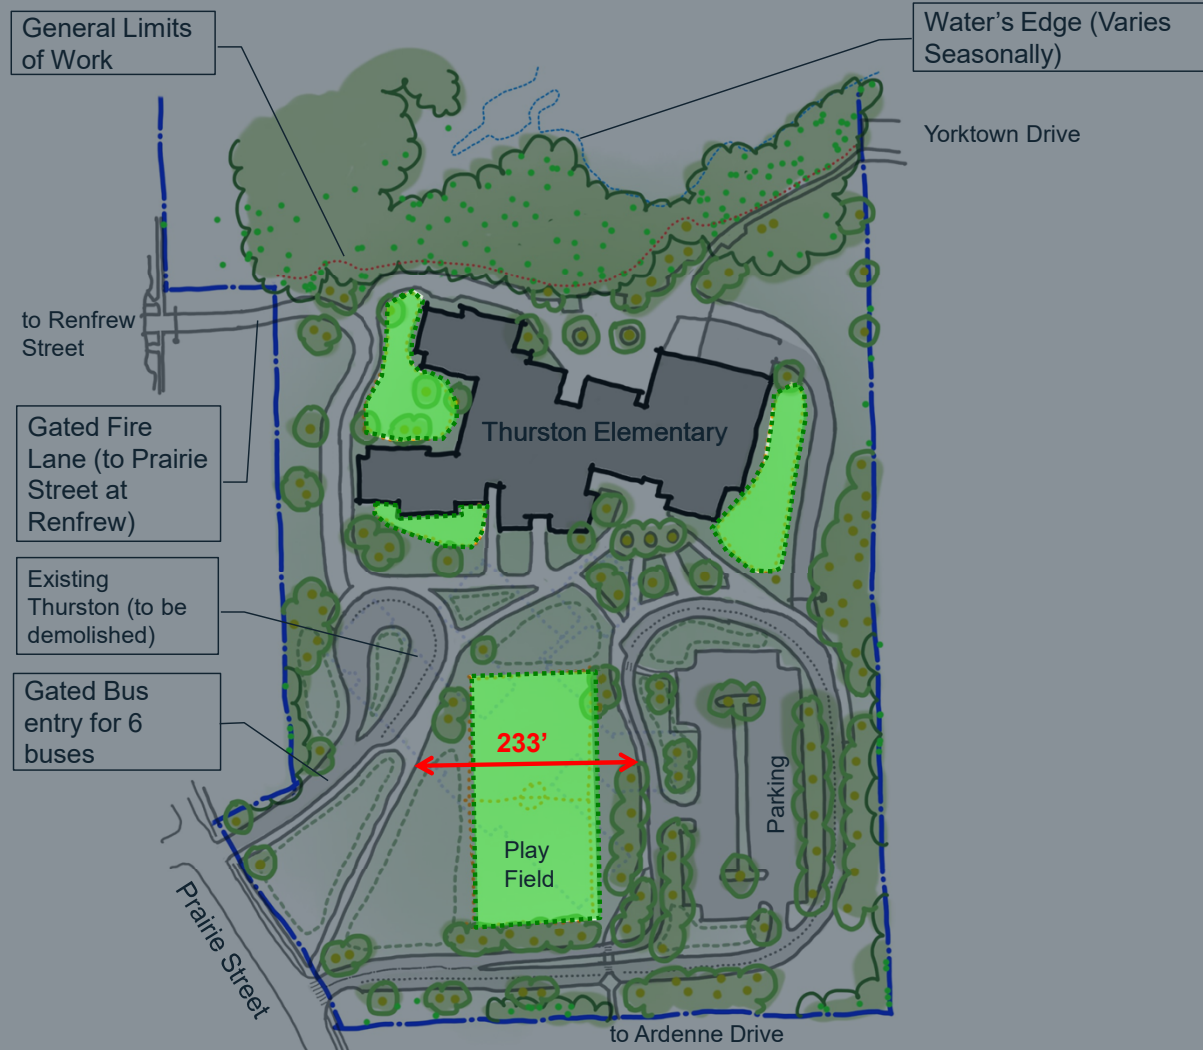 General Limits
of Work
Water's Edge (Varies
Seasonally)
Yorktown Drive
to Renfrew
Street
Gated Fire
Lane (to Prairie
Street at
Renfrew)
Thurston Elementary
Existing
Thurston (to be
demolished)
Gated Bus
entry for 6
buses
233’
Parking
Play
Field
Prairie Street
to Ardenne Drive